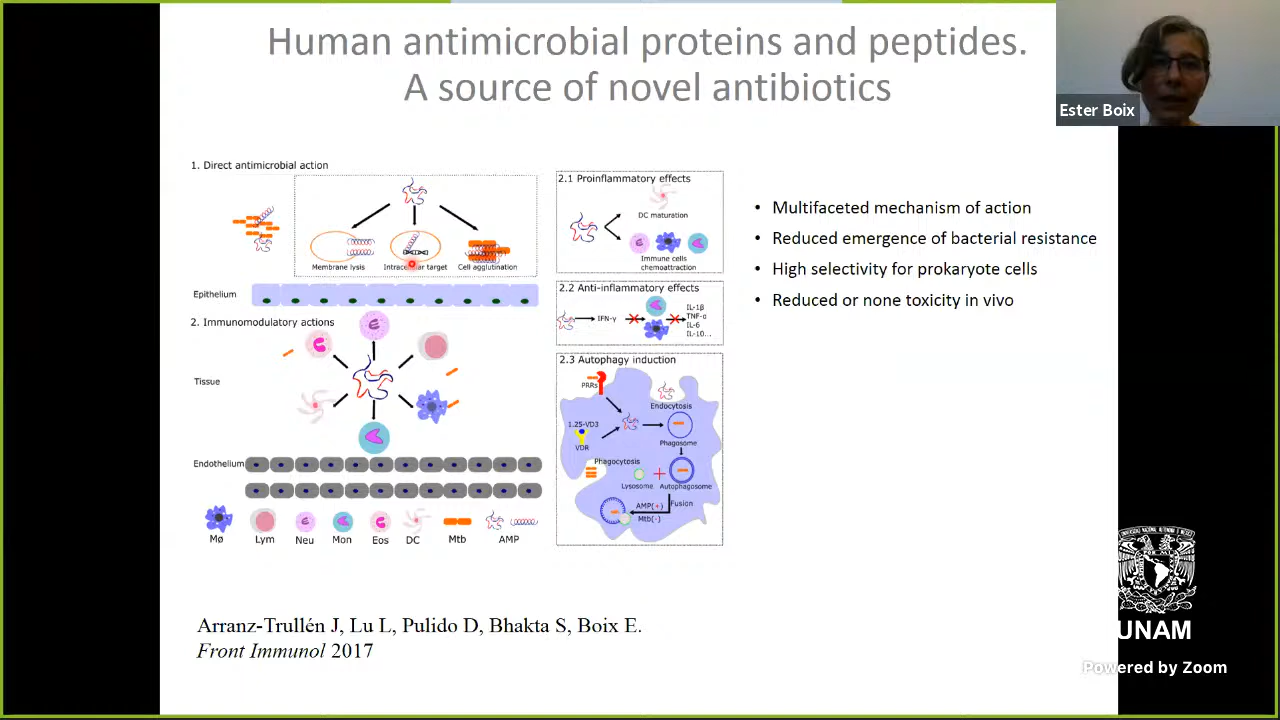 Human antimicrobial proteins and peptides.
A source of novel antibiotics
Ester Boix
1. Direct antimicrobial action
Membrane lysis
Intracellular target
Cell agglutination
Epithelium
2. Immunomodulatory actions
Tissue
Endothelium
Mø
Lym
Neu
Mon
Eos
DC
Mtb
AMP
2.1 Proinflammatory effects
DC maturation
Immune cells
chemoattraction
2.2 Anti-inflammatory effects
IFN-γ
IL-1β
TNF-α
IL-6
IL-10...
2.3 Autophagy induction
PRRs
Endocytosis
1.25-VD3
VDR
Phagosome
Phagocytosis
Lysosome
Autophagosome
Fusion
AMP(+)
Mtb(-)
• Multifaceted mechanism of action
• Reduced emergence of bacterial resistance
• High selectivity for prokaryote cells
• Reduced or none toxicity in vivo
Arranz-Trullén J, Lu L, Pulido D, Bhakta S, Boix E.
Front Immunol 2017
UNAM
Powered by Zoom